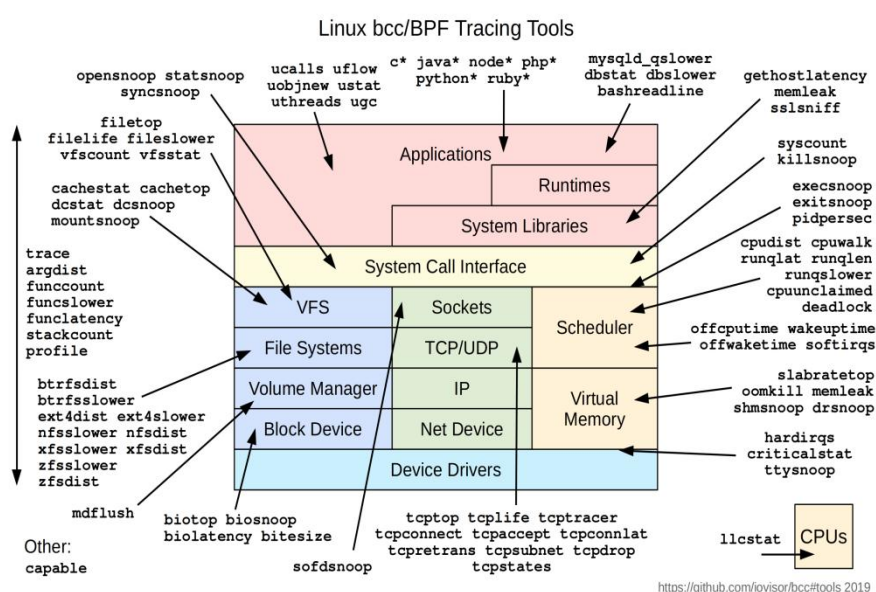 Linux bcc/BPF Tracing Tools
opensnoop statsnoop
syncsnoop
ucalls uflow
uobjnew ustat
uthreads ugc
c* java* node* php*
python* ruby*
mysqld_qslower
dbstat dbslower
bashreadline
gethostlatency
memleak
sslsniff
filetop
filelife fileslower
vfscount vfsstat
cachestat cachetop
dcstat dcsnoop
mountsnoop
syscount
killsnoop
execsnoop
exitsnoop
pidpersec
cpudist cpuwalk
runqlat runqlen
runqslower
cpuunclaimed
deadlock
offcputime wakeuptime
offwaketime softirqs
slabratetop
oomkill memleak
shmsnoop drsnoop
hardirqs
criticalstat
ttysnoop
trace
argdist
funccount
funcslower
funclatency
stackcount
profile
btrfsdist
btrfsslower
ext4dist ext4slower
nfsslower nfsdist
xfsslower xfsdist
zfsslower
zfsdist
Applications
Runtimes
System Libraries
System Call Interface
VFS
Sockets
Scheduler
File Systems
TCP/UDP
Volume Manager
IP
Virtual
Memory
Block Device
Net Device
Device Drivers
mdflush
biotop biosnoop
biolatency bitesize
sofdsnoop
tcptop tcplife tcptracer
tcpconnect tcpaccept tcpconnlat
tcpretrans tcpsubnet tcpdrop
tcpstates
llcstat
CPUs
Other:
capable
https://github.com/iovisor/bcc#tools 2019